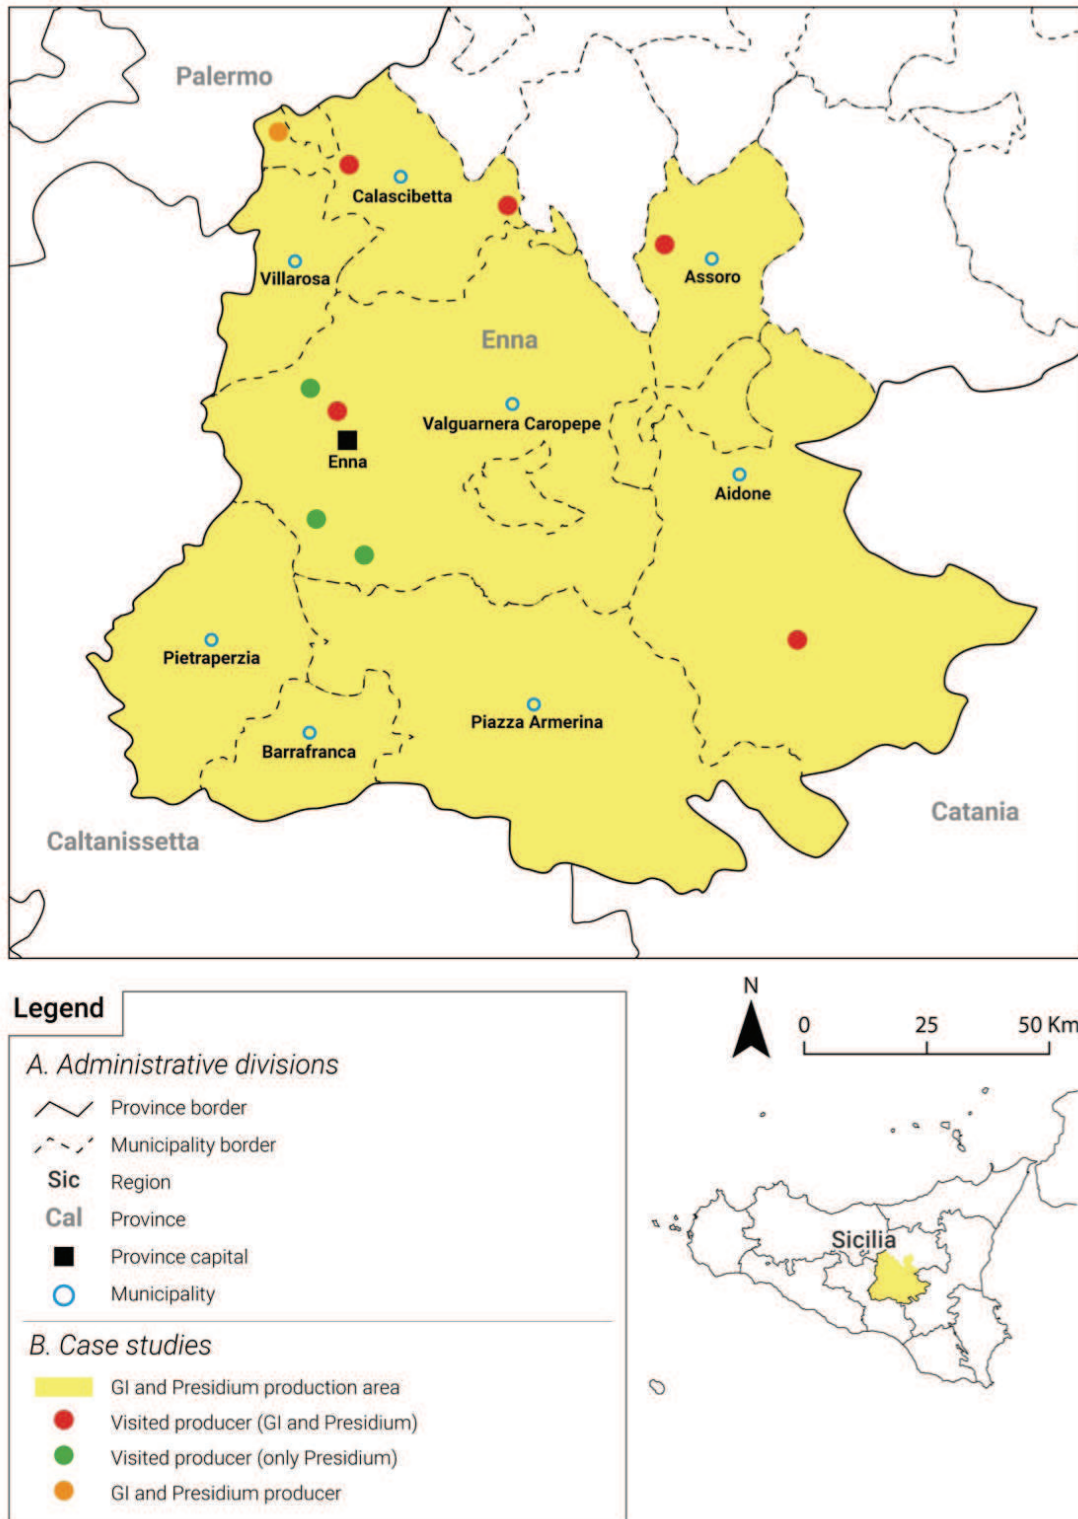 Palermo
Calascibetta
Villarosa
Assoro
Enna
Valguarnera Caropepe
Enna
Aidone
Pietraperzia
Piazza Armerina
Barrafranca
Catania
Caltanissetta
Legend
A. Administrative divisions
Province border
Municipality border
Sic Region
Cal Province
Province capital
Municipality
B. Case studies
GI and Presidium production area
Visited producer (GI and Presidium)
Visited producer (only Presidium)
GI and Presidium producer
N
0 25 50 Km
Sicilia